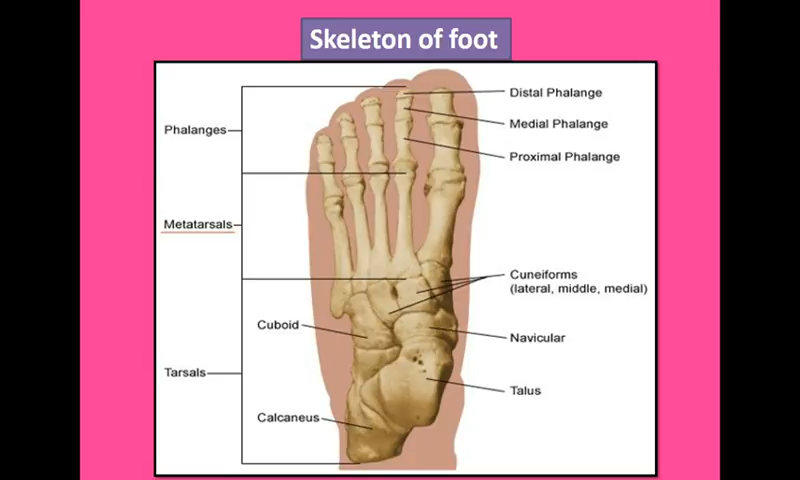 Skeleton of foot
Distal Phalange
Medial Phalange
Phalanges
Proximal Phalange
Metatarsals
Cuneiforms
(lateral, middle, medial)
Cuboid
Navicular
Tarsals
Talus
Calcaneus